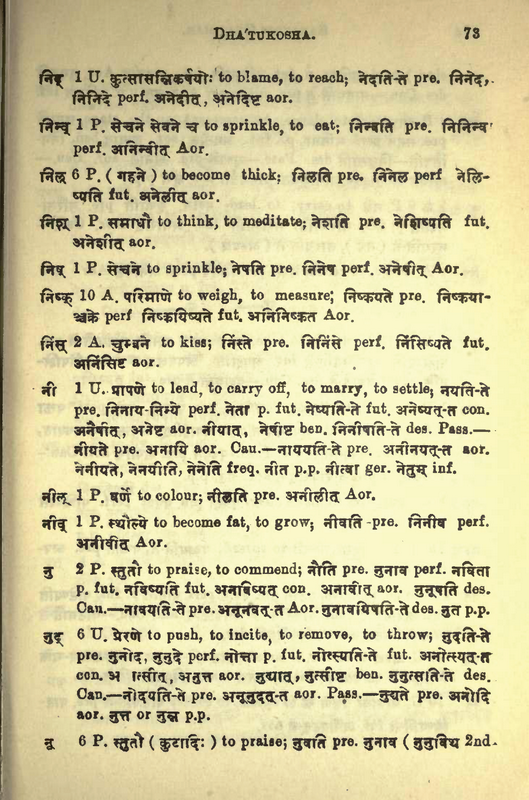 DHA'TUKOSHA. 73
निद् 1 U. कुत्सासन्निकर्षयोः to blame, to reach; नेदति-ते pre. निनेद,
निनिदे perf. अनेदीत्, अनेदिष्ट aor.
निन्व् 1 P. सेचने सेवने च to sprinkle, to eat; निन्वति pre. निनिन्व
perf. अनिन्वीत् Aor.
निल् 6 P. ( गहने ) to become thick; निलति pre. निनेल perf नेलि-
ष्यति fut. अनेलीत् aor.
निश् 1 P. समाधौ to think, to meditate; नेशति pre. नेशिष्यति fut.
अनेशीत् aor.
निष् 1 P. सेचने to sprinkle; नेषति pre. निनेष perf. अनेषीत् Aor.
निष्क् 10 A. परिमाणे to weigh, to measure; निष्कयते pre. निष्कया-
ञ्चक्रे perf निष्कयिष्यते fut. अनिनिष्कत Aor.
निंस् 2 A. चुम्बने to kiss; निंस्ते pre. निनिंसे perf. निंसिष्यते fut.
अनिंसिष्ट aor.
नी 1 U. प्रापणे to lead, to carry off, to marry, to settle; नयति-ते
pre. निनाय-निन्ये perf. नेता p. fut. नेष्यति-ते fut. अनेष्यत्-त con.
अनैषीत्, अनेष्ट aor. नीयात्, नेषीष्ट ben. निनीषति-ते des. Pass.—
नीयते pre. अनायि aor. Cau.—नाययति-ते pre. अनीनयत्-त aor.
नेनीयते, नेनयीति, नेनेति freq. नीत p.p. नीत्वा ger. नेतुम् inf.
नील् 1 P. वर्णे to colour; नीलति pre. अनीलीत् Aor.
नीव् 1 P. स्थौल्ये to become fat, to grow; नीवति -pre. निनीव perf.
अनीवीत् Aor.
नु 2 P. स्तुतौ to praise, to commend; नौति pre. नुनाव perf. नविता
p. fut. नविष्यति fut. अनविष्यत् con. अनावीत् aor. नुनूषति des.
Cau.—नावयति-ते pre. अनूनवत्-त Aor. नुनावयिषति-ते des. नुत p.p.
नुद् 6 U. प्रेरणे to push, to incite, to remove, to throw; नुदति-ते
pre. नुनोद, नुनुदे perf. नोत्ता p. fut. नोत्स्यति-ते fut. अनोत्स्यत्-त
con. अ त्सीत्, अनुत्त aor. नुद्यात्, नुत्सीष्ट ben. नुनुत्सति-ते des.
Can.—नोदयति-ते pre. अनूनुदत्-त aor. Pass.—नुद्यते pre. अनोदि
aor. नुत्त or नुन्न p.p.
नू 6 P. स्तुतौ ( कुटादिः ) to praise; नुवति pre. नुनाव ( नुनुविथ 2nd